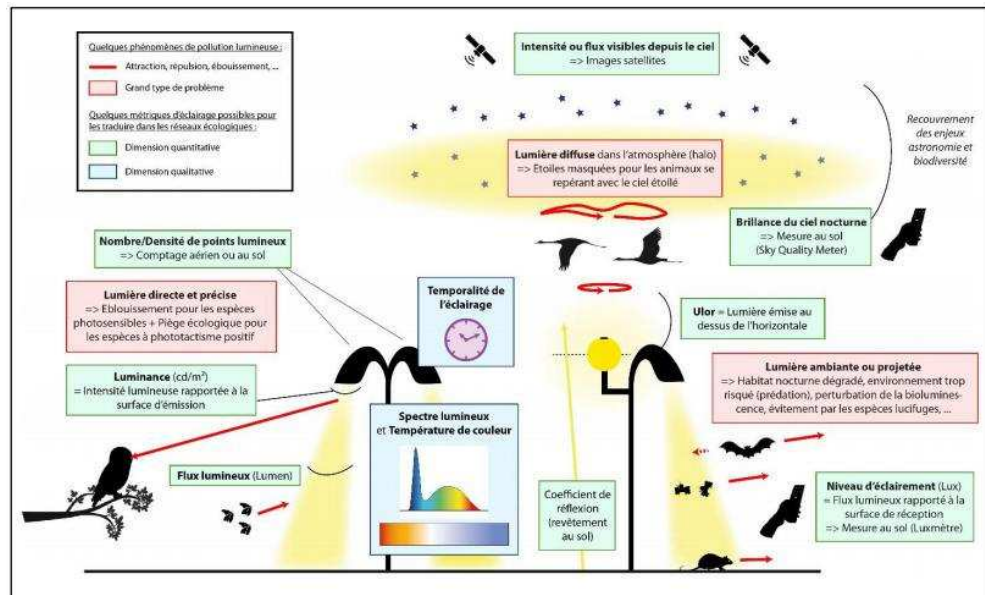 Quelques phénomènes de pollution lumineuse :
Attraction, répulsion, ébouissement, ...
Grand type de problème
Quelques métriques d'éclairage possibles pour
les traduire dans les réseaux écologiques :
Dimension quantitative
Dimension qualitative
Intensité ou flux visibles depuis le ciel
=> Images satellites
Recouvrement
des enjeux
astronomie et
biodiversité
Lumière diffuse dans l'atmosphère (halo)
=> Etoiles masquées pour les animaux se
repérant avec le ciel étoilé
Brillance du ciel nocturne
=> Mesure au sol
(Sky Quality Meter)
Nombre/Densité de points lumineux
=> Comptage aérien ou au sol
Lumière directe et précise
=> Eblouissement pour les espèces
photosensibles + Piège écologique pour
les espèces à phototactisme positif
Temporalité de
l'éclairage
Ulor = Lumière émise au
dessus de l'horizontale
Luminance (cd/m²)
= Intensité lumineuse rapportée à la
surface d'émission
Lumière ambiante ou projetée
=> Habitat nocturne dégradé, environnement trop
risqué (prédation), perturbation de la biolumines-
cence, évitement par les espèces lucifuges, ...
Spectre lumineux
et Température de couleur
Flux lumineux (Lumen)
Coefficient de
réflexion
(revêtement
au sol)
Niveau d'éclairement (Lux)
= Flux lumineux rapporté à la
surface de réception
=> Mesure au sol (Luxmètre)